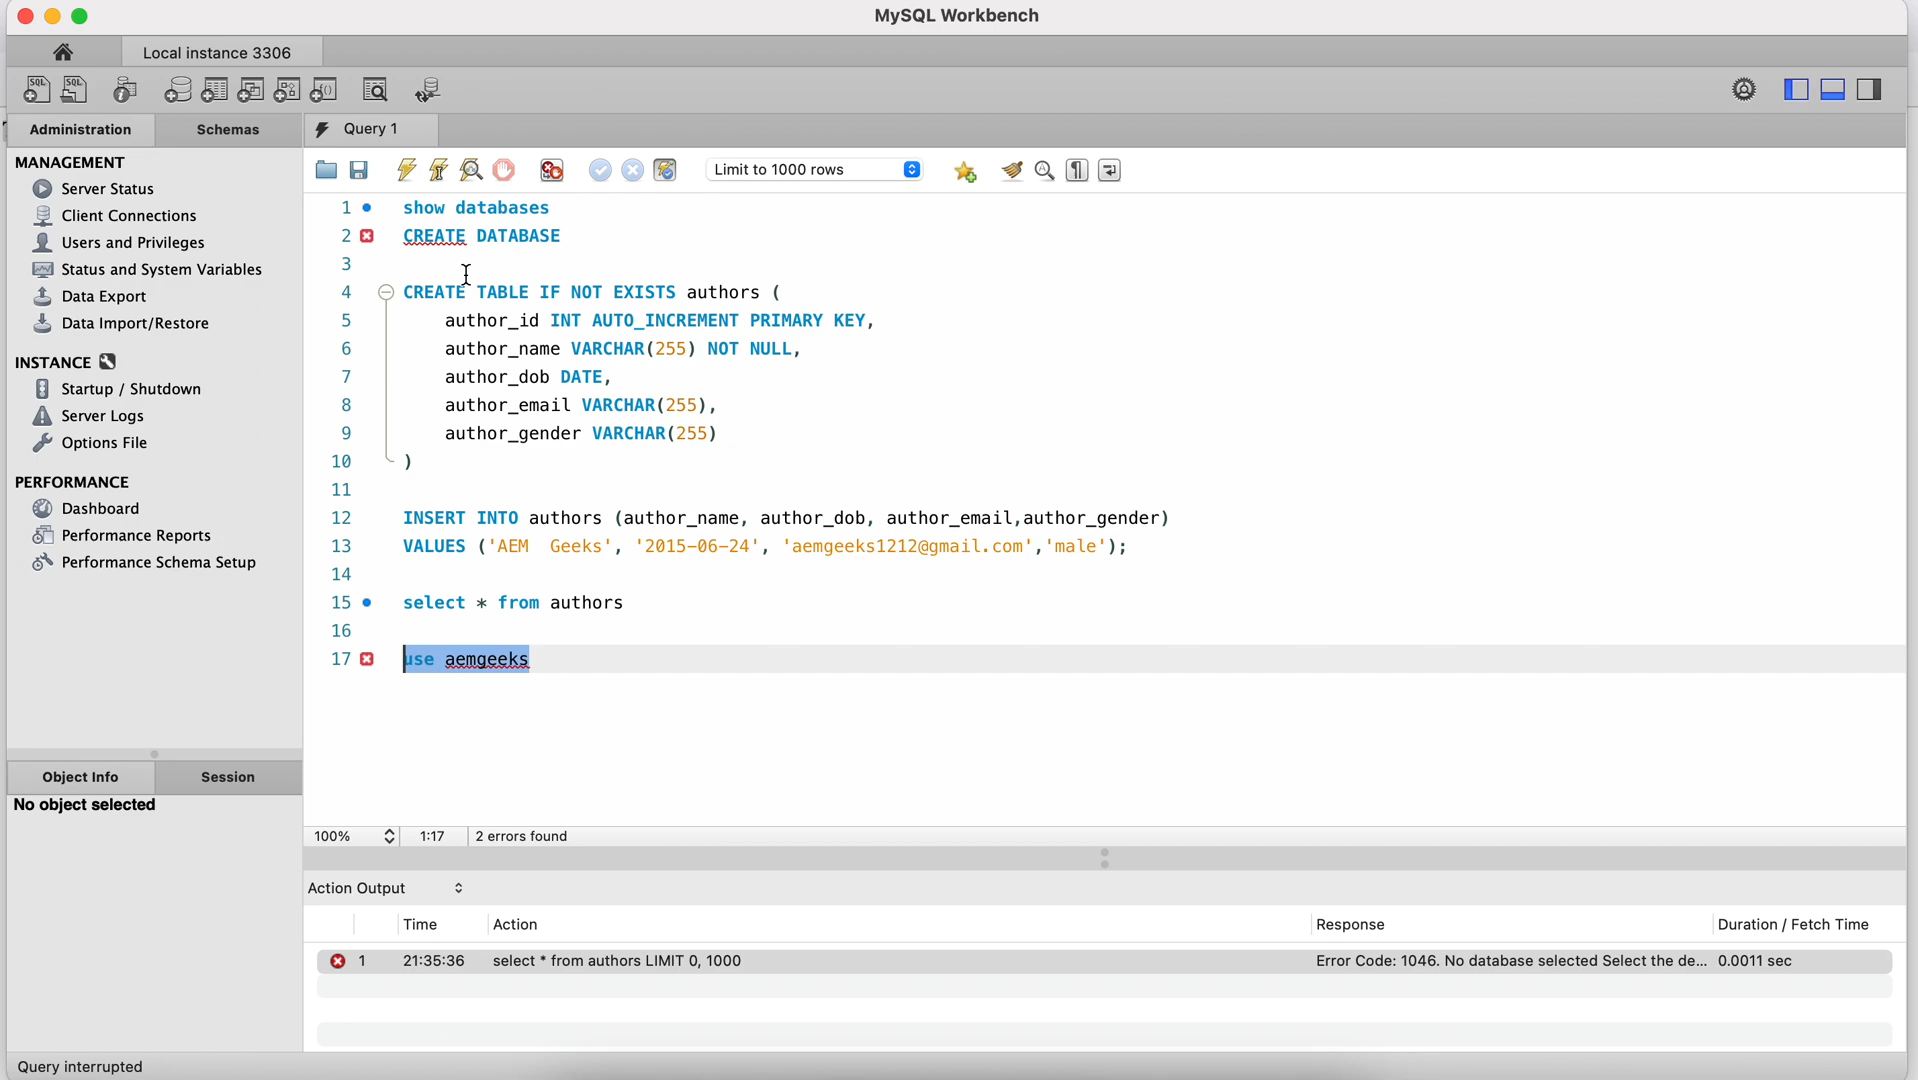 MySQL Workbench
Local instance 3306
Administration
Schemas
Query 1
MANAGEMENT
Server Status
Client Connections
Users and Privileges
Status and System Variables
Data Export
Data Import/Restore
INSTANCE
Startup / Shutdown
Server Logs
Options File
PERFORMANCE
Dashboard
Performance Reports
Performance Schema Setup
Object Info
Session
No object selected
Limit to 1000 rows
1 show databases
2 CREATE DATABASE
3
4 CREATE TABLE IF NOT EXISTS authors (
5 author_id INT AUTO_INCREMENT PRIMARY KEY,
6 author_name VARCHAR(255) NOT NULL,
7 author_dob DATE,
8 author_email VARCHAR(255),
9 author_gender VARCHAR(255)
10 )
11
12 INSERT INTO authors (author_name, author_dob, author_email,author_gender)
13 VALUES ('AEM  Geeks', '2015-06-24', 'aemgeeks1212@gmail.com','male');
14
15 select * from authors
16
17 use aemgeeks
100% 1:17 2 errors found
Action Output
Time Action Response Duration / Fetch Time
1 21:35:36 select * from authors LIMIT 0, 1000 Error Code: 1046. No database selected Select the de... 0.0011 sec
Query interrupted